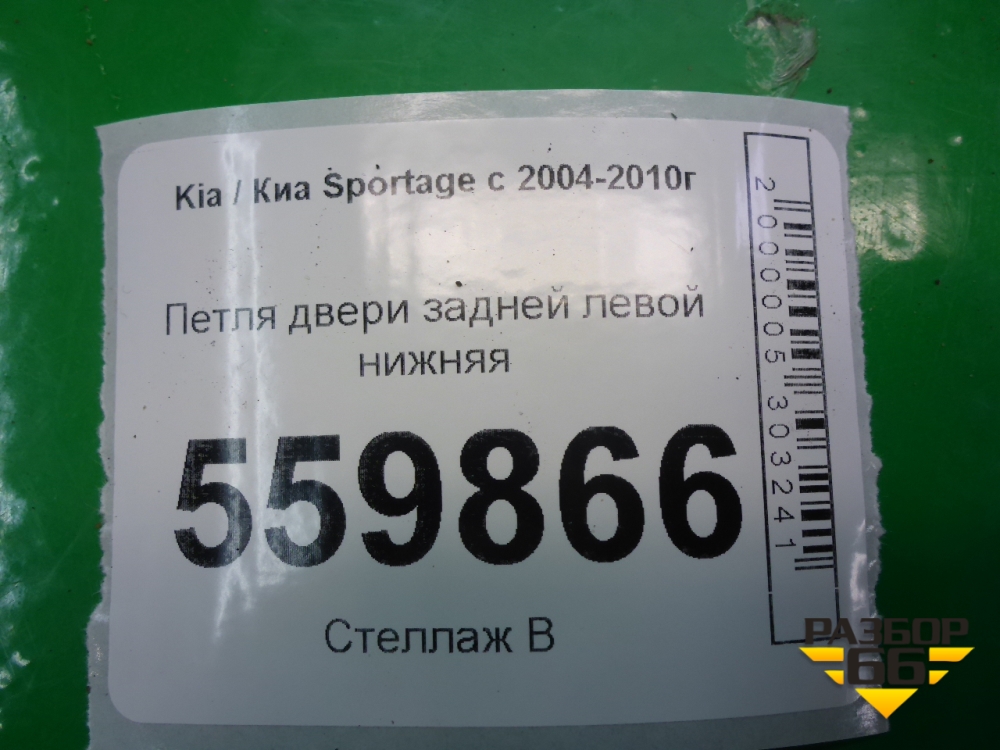 Kia / Киа Sportage с 2004-2010г
Петля двери задней левой
нижняя
559866
Стеллаж В
2000005303241
РАЗБОР
66